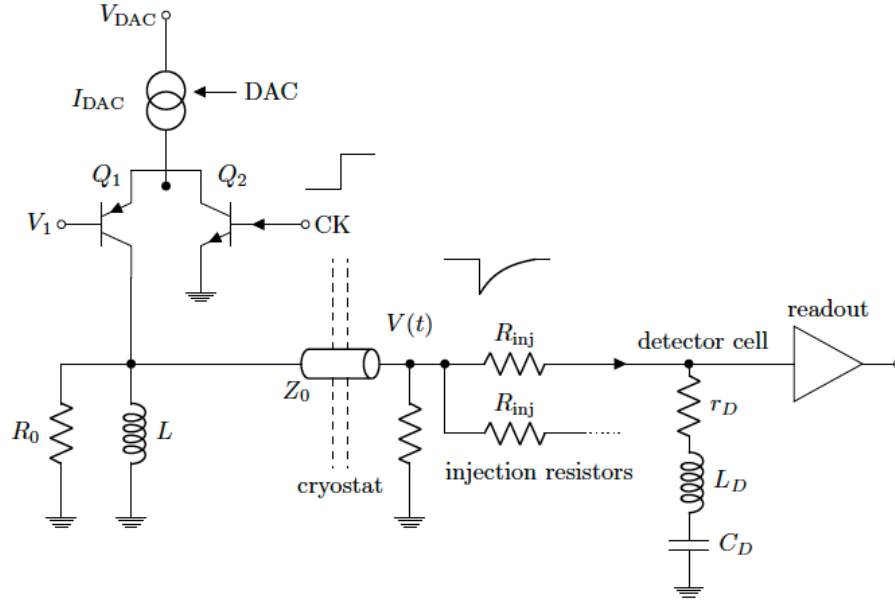 V_DAC
I_DAC
DAC
Q_1
Q_2
V_1
CK
readout
V(t)
R_inj
detector cell
Z_0
r_D
R_0
L
R_inj
cryostat
injection resistors
L_D
C_D